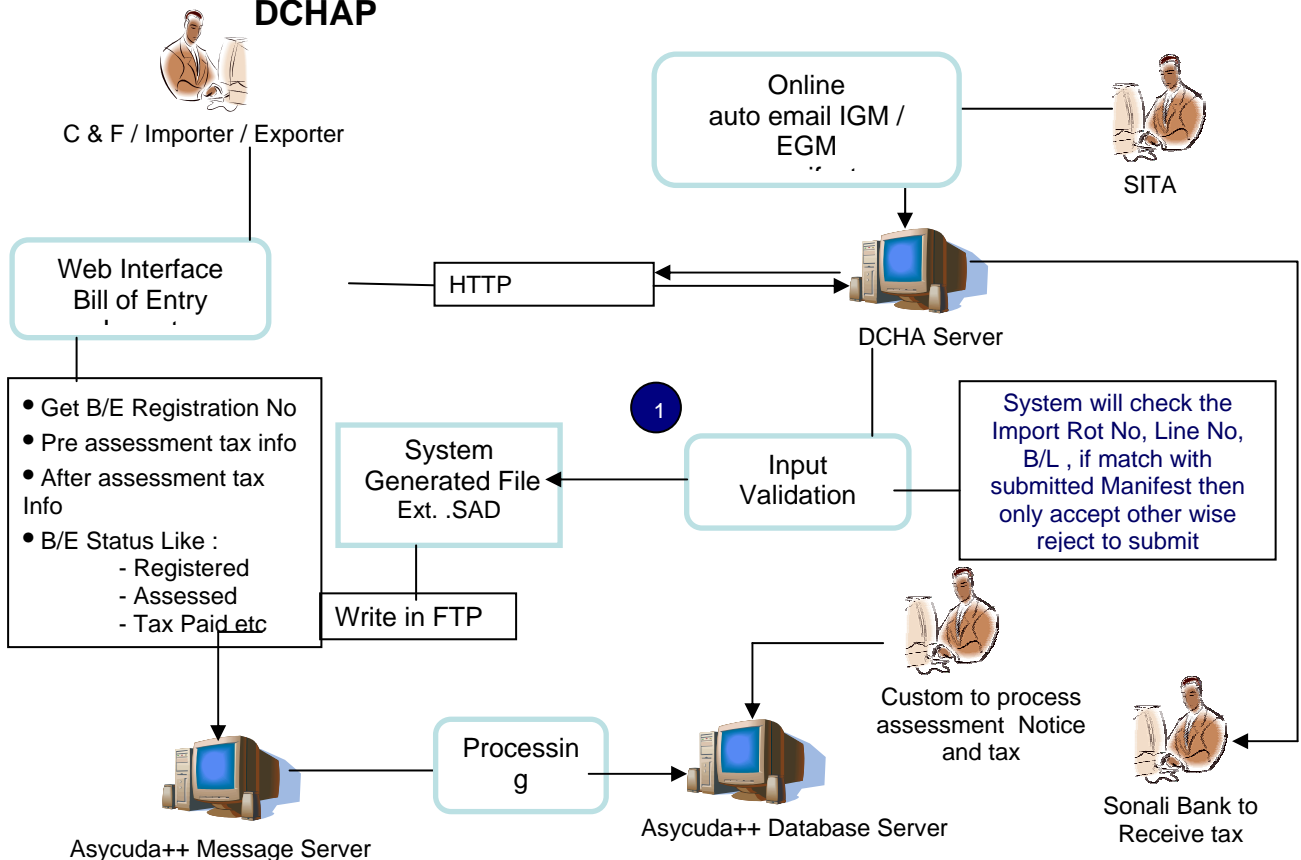 DCHAP
C & F / Importer / Exporter
Online
auto email IGM /
EGM
SITA
Web Interface
Bill of Entry
HTTP
DCHA Server
• Get B/E Registration No
• Pre assessment tax info
• After assessment tax
Info
• B/E Status Like :
- Registered
- Assessed
- Tax Paid etc
1
System
Generated File
Ext. .SAD
Input
Validation
System will check the
Import Rot No, Line No,
B/L , if match with
submitted Manifest then
only accept other wise
reject to submit
Write in FTP
Custom to process
assessment Notice
and tax
Processin
g
Sonali Bank to
Receive tax
Asycuda++ Database Server
Asycuda++ Message Server